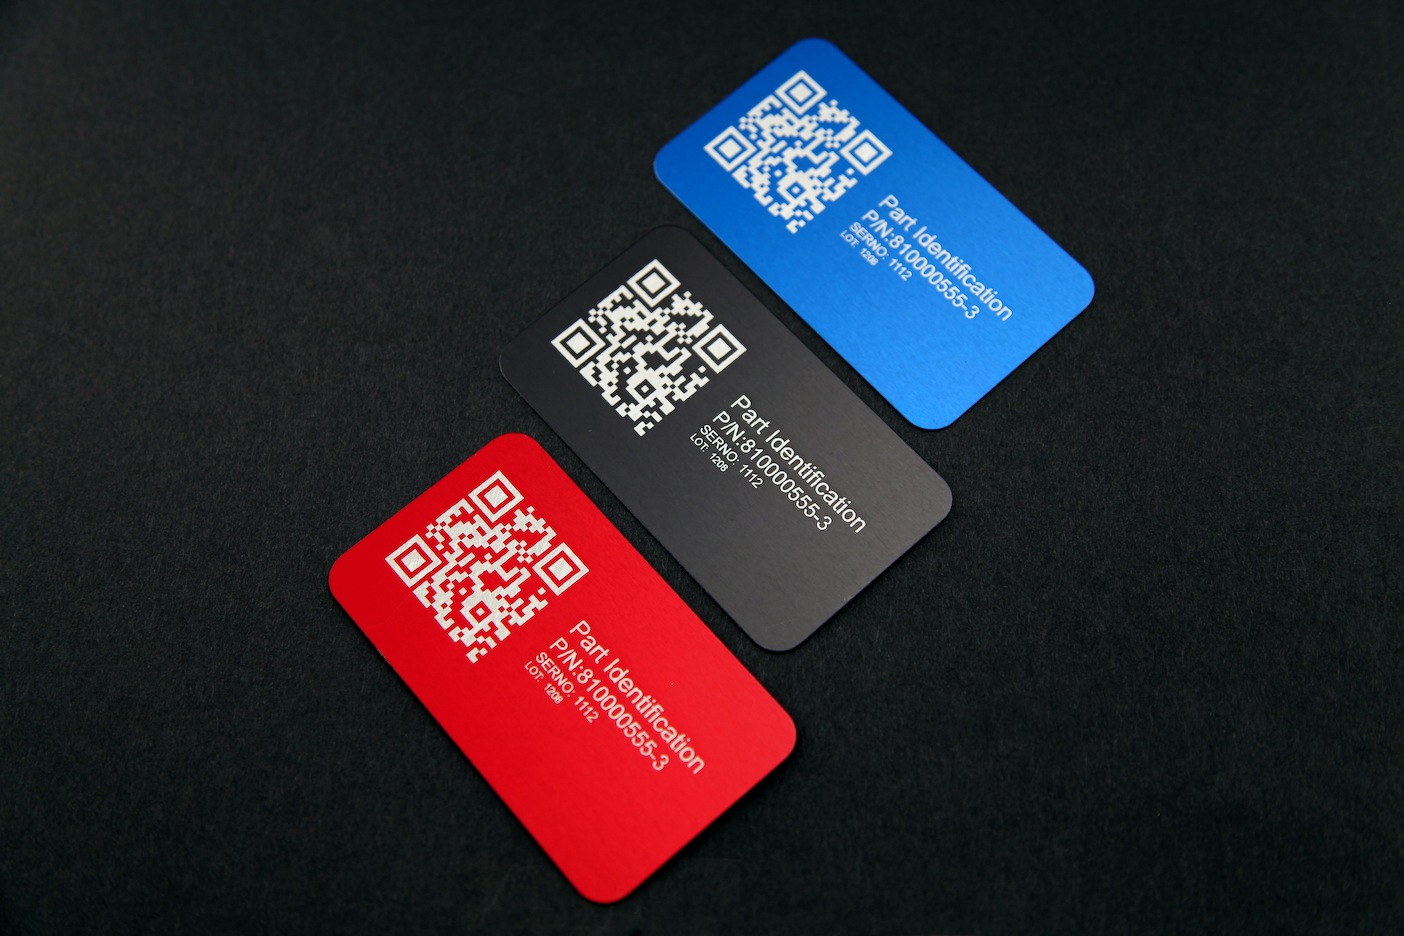 Part Identification
P/N:810000555-3
SERNO: 1112
LOT: 1208
Part Identification
P/N:810000555-3
SERNO: 1112
LOT: 1208
Part Identification
P/N:810000555-3
SERNO: 1112
LOT: 1208